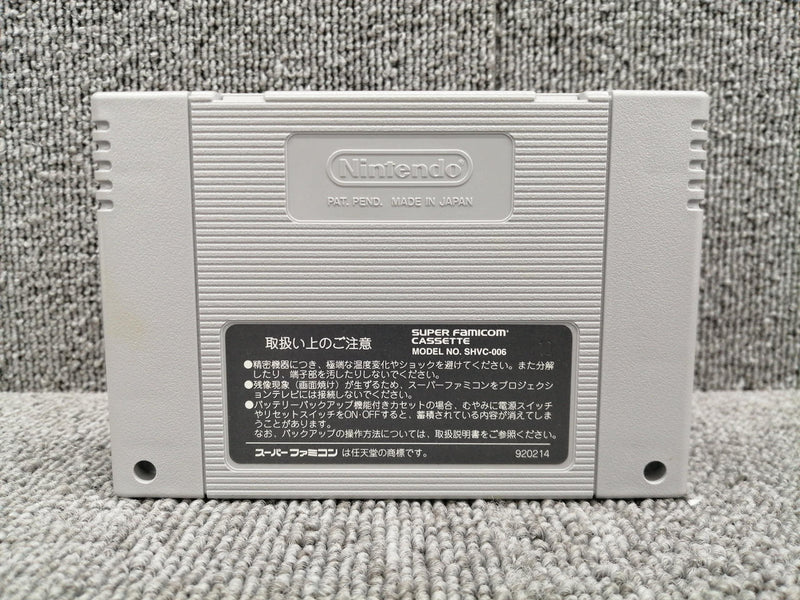 Nintendo®
PAT. PEND. MADE IN JAPAN
取扱い上のご注意
SUPER FAMICOM®
CASSETTE
MODEL NO. SHVC-006
●精密機器につき、極端な温度変化やショックを避けてください。また分解
したり、端子部を汚したりしないでください。
●残像現象（画面焼け）が生ずるため、スーパーファミコンをプロジェクシ
ョンテレビには接続しないでください。
●バッテリーバックアップ機能付きカセットの場合、むやみに電源スイッチ
やリセットスイッチをON・OFFすると、蓄積されている内容が消えてしま
うことがあります。
なお、バックアップの操作方法については、取扱説明書をご参照ください。
スーパーファミコンは任天堂の商標です。
920214